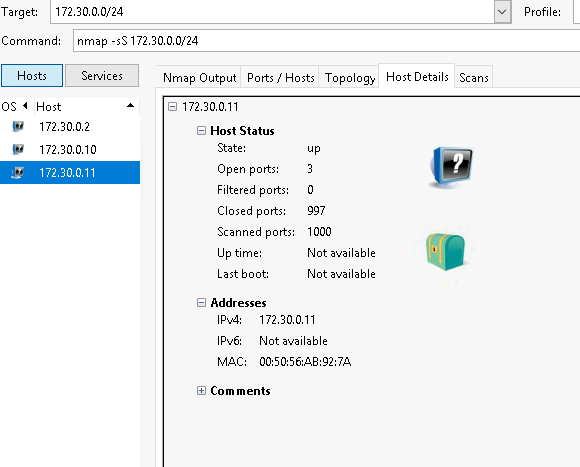 Target: 172.30.0.0/24 Profile:
Command: nmap -sS 172.30.0.0/24
Hosts Services
Nmap Output Ports / Hosts Topology Host Details Scans
OS Host
172.30.0.2
172.30.0.10
172.30.0.11
172.30.0.11
Host Status
State: up
Open ports: 3
Filtered ports: 0
Closed ports: 997
Scanned ports: 1000
Up time: Not available
Last boot: Not available
Addresses
IPv4: 172.30.0.11
IPv6: Not available
MAC: 00:50:56:AB:92:7A
Comments